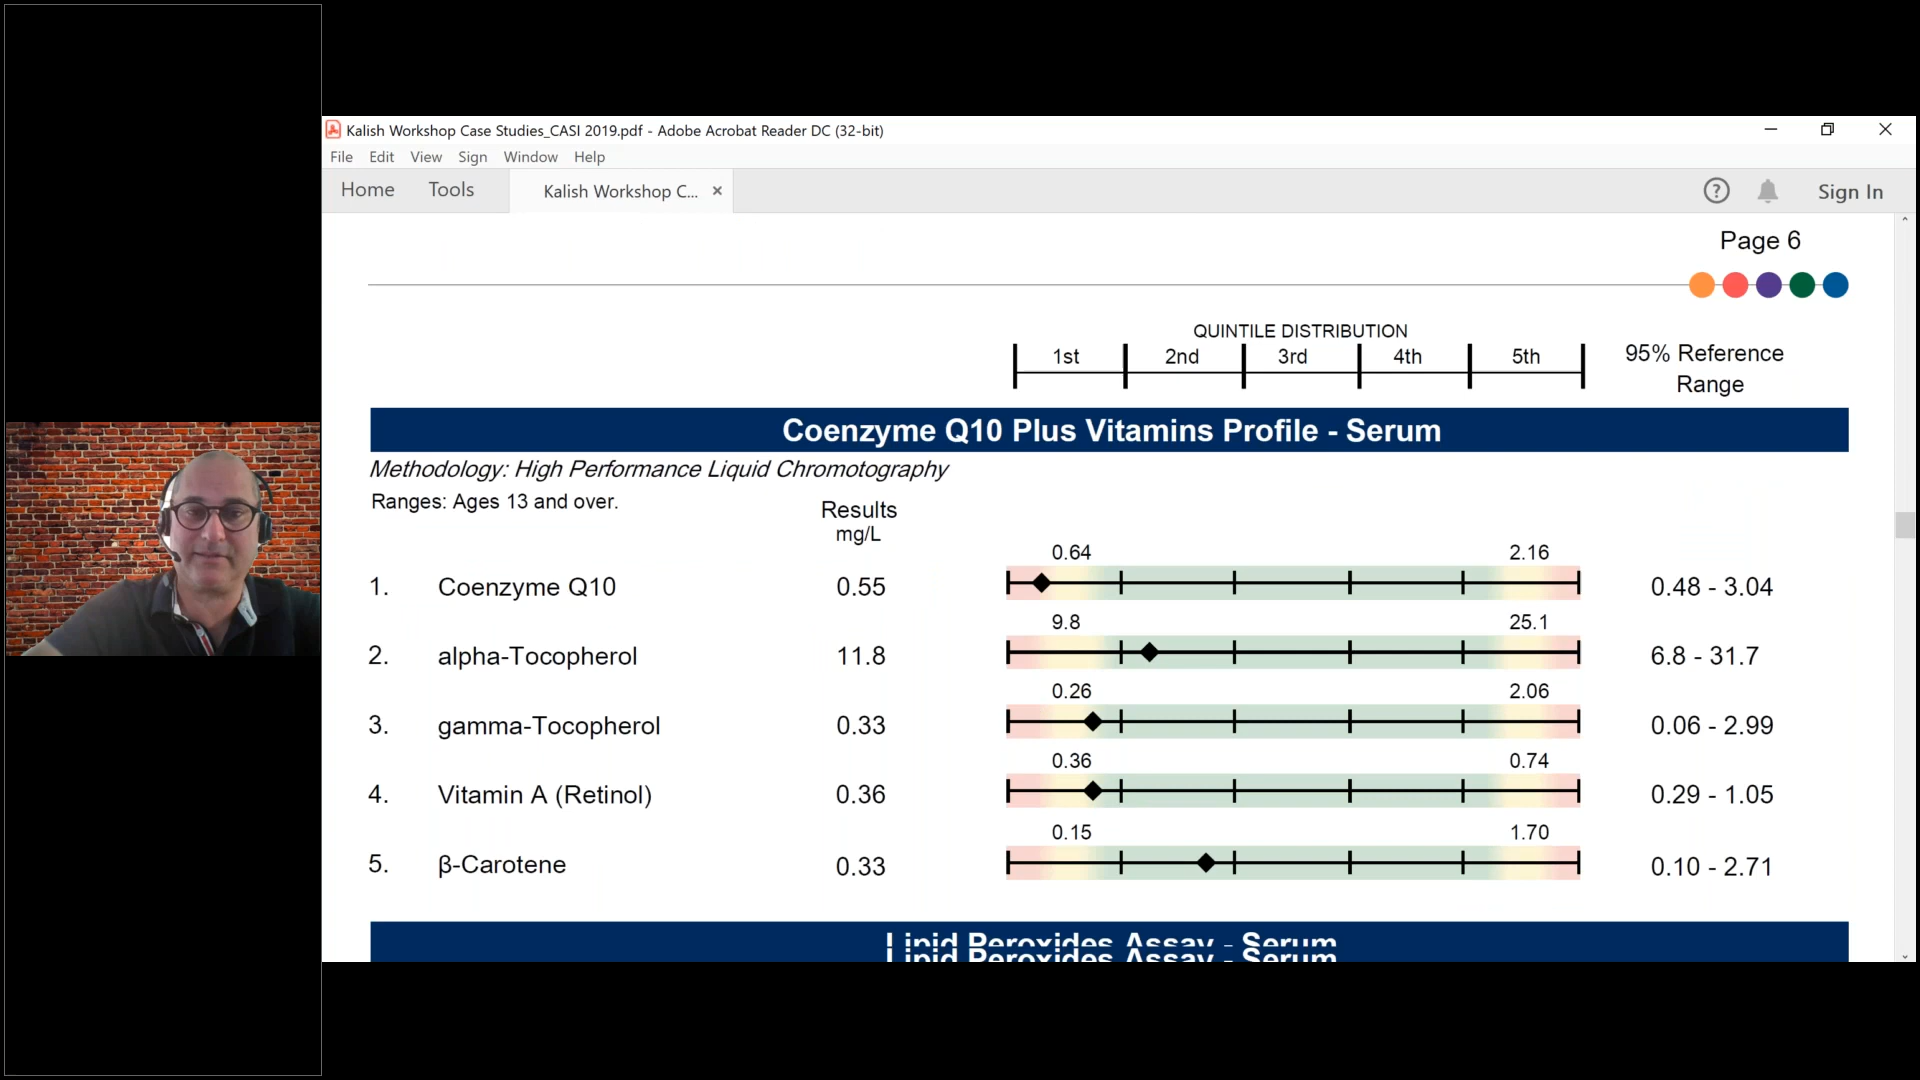 Kalish Workshop Case Studies_CASI 2019.pdf - Adobe Acrobat Reader DC (32-bit)
File Edit View Sign Window Help
Home Tools Kalish Workshop C... × ? Sign In
Page 6
QUINTILE DISTRIBUTION
1st 2nd 3rd 4th 5th
95% Reference
Range
Coenzyme Q10 Plus Vitamins Profile - Serum
Methodology: High Performance Liquid Chromotography
Ranges: Ages 13 and over.
Results
mg/L
0.64 2.16
1. Coenzyme Q10 0.55 0.48 - 3.04
9.8 25.1
2. alpha-Tocopherol 11.8 6.8 - 31.7
0.26 2.06
3. gamma-Tocopherol 0.33 0.06 - 2.99
0.36 0.74
4. Vitamin A (Retinol) 0.36 0.29 - 1.05
0.15 1.70
5. β-Carotene 0.33 0.10 - 2.71
Lipid Peroxides Assay - Serum
Lipid Peroxides Assay - Serum